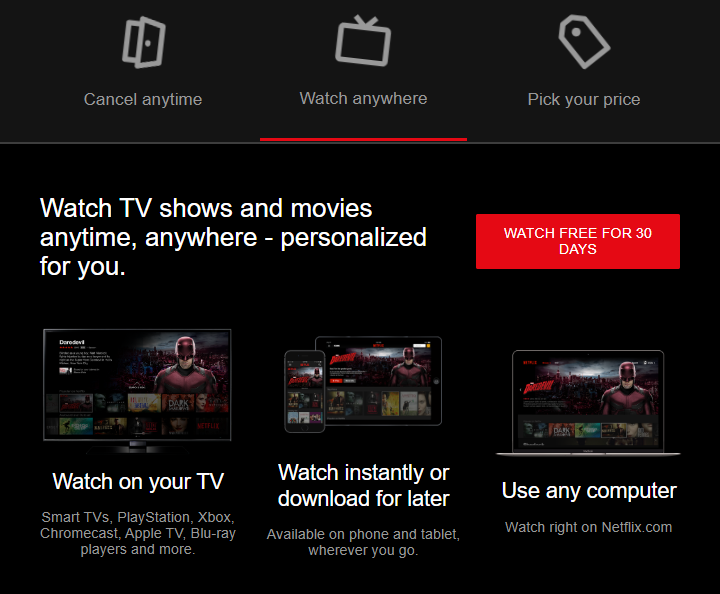 Cancel anytime
Watch anywhere
Pick your price
Watch TV shows and movies
anytime, anywhere - personalized
for you.
WATCH FREE FOR 30
DAYS
Daredevil
NETFLIX
DAREDEVIL
DAREDEVIL
DAREDEVIL
Watch on your TV
Smart TVs, PlayStation, Xbox,
Chromecast, Apple TV, Blu-ray
players and more.
Watch instantly or
download for later
Available on phone and tablet,
wherever you go.
Use any computer
Watch right on Netflix.com